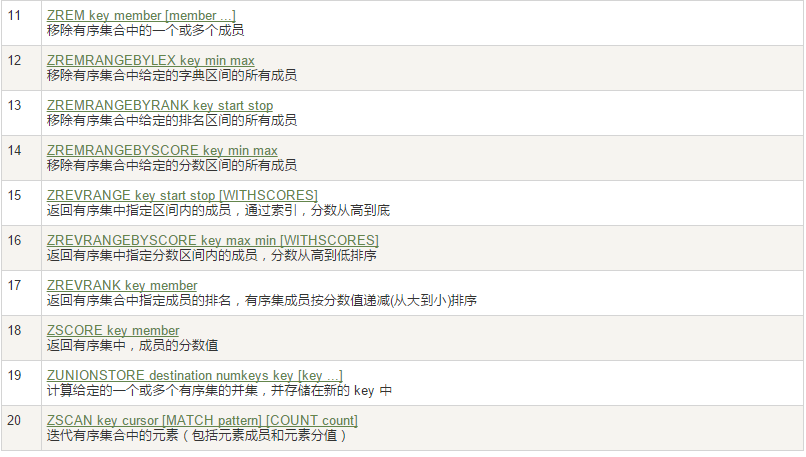 11
ZREM key member [member ...]
移除有序集合中的一个或多个成员
12
ZREMRANGEBYLEX key min max
移除有序集合中给定的字典区间的所有成员
13
ZREMRANGEBYRANK key start stop
移除有序集合中给定的排名区间的所有成员
14
ZREMRANGEBYSCORE key min max
移除有序集合中给定的分数区间的所有成员
15
ZREVRANGE key start stop [WITHSCORES]
返回有序集中指定区间内的成员，通过索引，分数从高到底
16
ZREVRANGEBYSCORE key max min [WITHSCORES]
返回有序集中指定分数区间内的成员，分数从高到低排序
17
ZREVRANK key member
返回有序集合中指定成员的排名，有序集成员按分数值递减(从大到小)排序
18
ZSCORE key member
返回有序集中，成员的分数值
19
ZUNIONSTORE destination numkeys key [key ...]
计算给定的一个或多个有序集的并集，并存储在新的 key 中
20
ZSCAN key cursor [MATCH pattern] [COUNT count]
迭代有序集合中的元素（包括元素成员和元素分值）